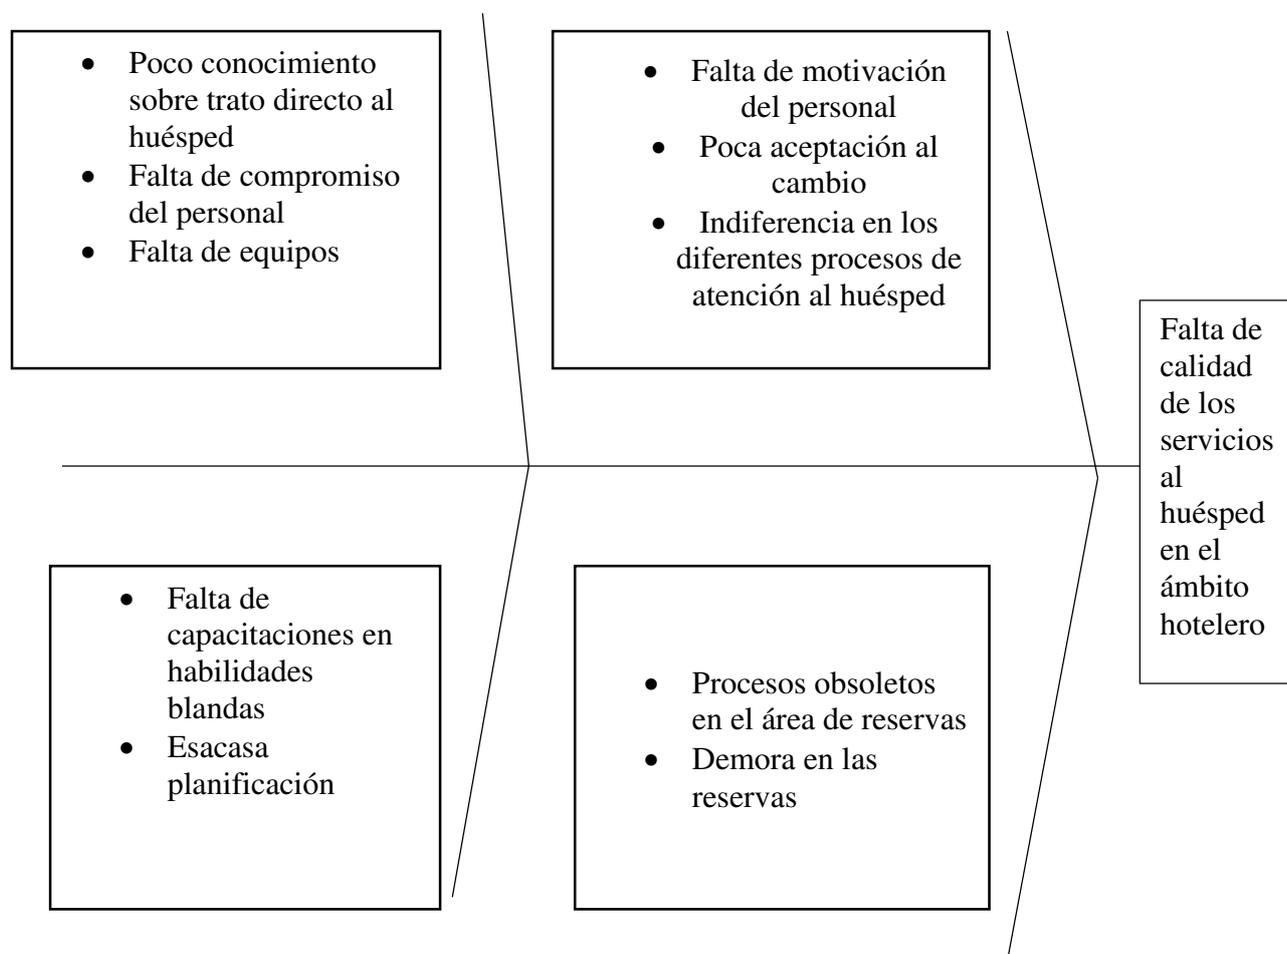 • Poco conocimiento
sobre trato directo al
huésped
• Falta de compromiso
del personal
• Falta de equipos
• Falta de motivación
del personal
• Poca aceptación al
cambio
• Indiferencia en los
diferentes procesos de
atención al huésped
Falta de
calidad
de los
servicios
al
huésped
en el
ámbito
hotelero
• Falta de
capacitaciones en
habilidades
blandas
• Esacasa
planificación
• Procesos obsoletos
en el área de reservas
• Demora en las
reservas